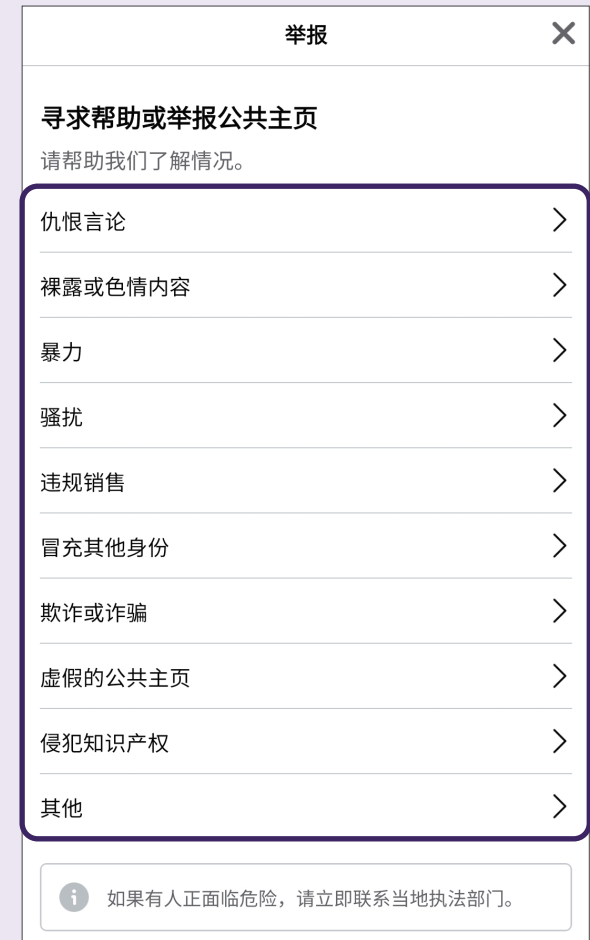 举报
寻求帮助或举报公共主页
请帮助我们了解情况。
仇恨言论
裸露或色情内容
暴力
骚扰
违规销售
冒充其他身份
欺诈或诈骗
虚假的公共主页
侵犯知识产权
其他
如果有人正面临危险，请立即联系当地执法部门。